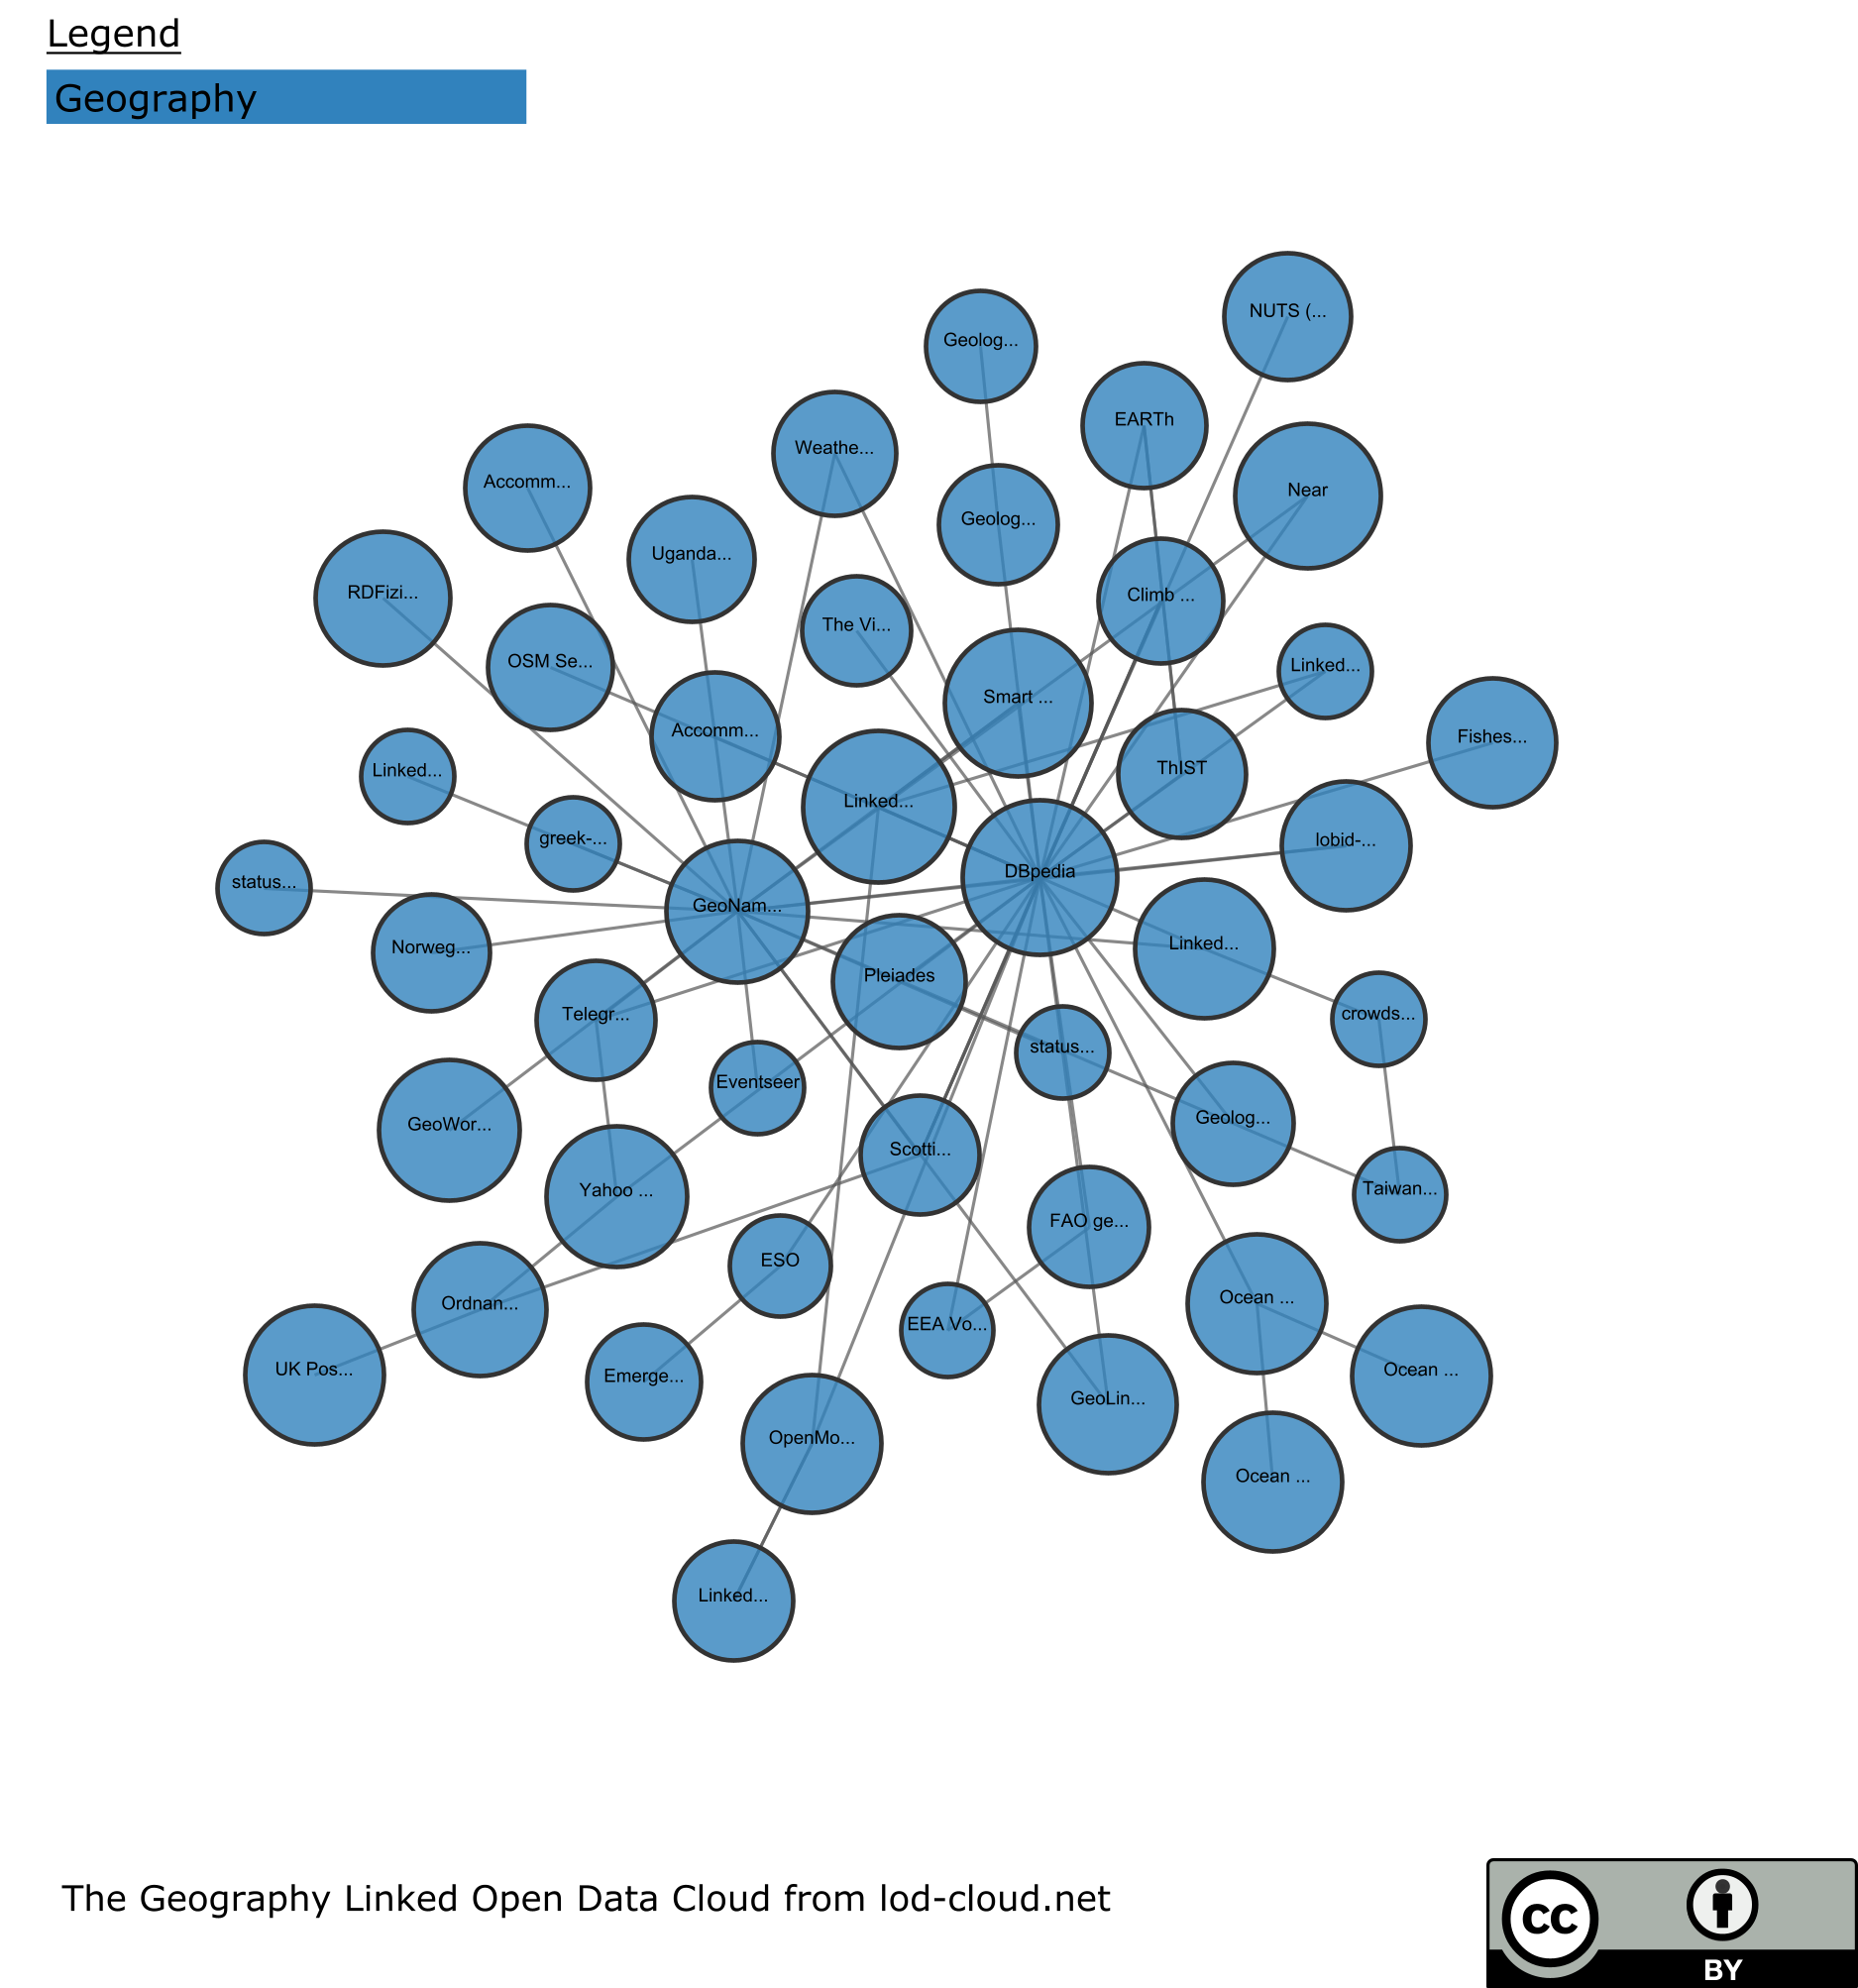 Legend
Geography
NUTS (...
Geolog...
EARTh
Weathe...
Accomm...
Near
Geolog...
Uganda...
RDFizi...
Climb ...
The Vi...
OSM Se...
Linked...
Smart ...
Accomm...
Fishes...
Linked...
ThIST
Linked...
greek-...
lobid-...
DBpedia
status...
GeoNam...
Norweg...
Linked...
Pleiades
Telegr...
crowds...
status...
Eventseer
GeoWor...
Geolog...
Scotti...
Yahoo ...
Taiwan...
FAO ge...
ESO
Ordnan...
Ocean ...
EEA Vo...
UK Pos...
Emerge...
Ocean ...
GeoLin...
OpenMo...
Ocean ...
Linked...
The Geography Linked Open Data Cloud from lod-cloud.net
cc
BY